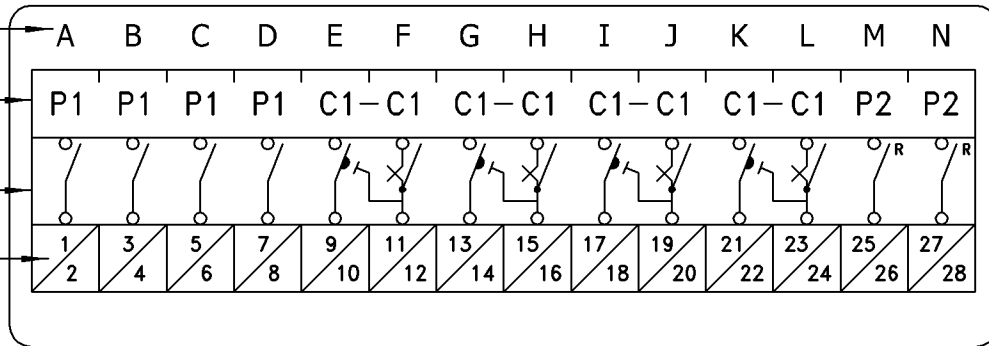 A B C D E F G H I J K L M N
P1 P1 P1 P1 C1-C1 C1-C1 C1-C1 C1-C1 P2 P2
R R
1 3 5 7 9 11 13 15 17 19 21 23 25 27
2 4 6 8 10 12 14 16 18 20 22 24 26 28